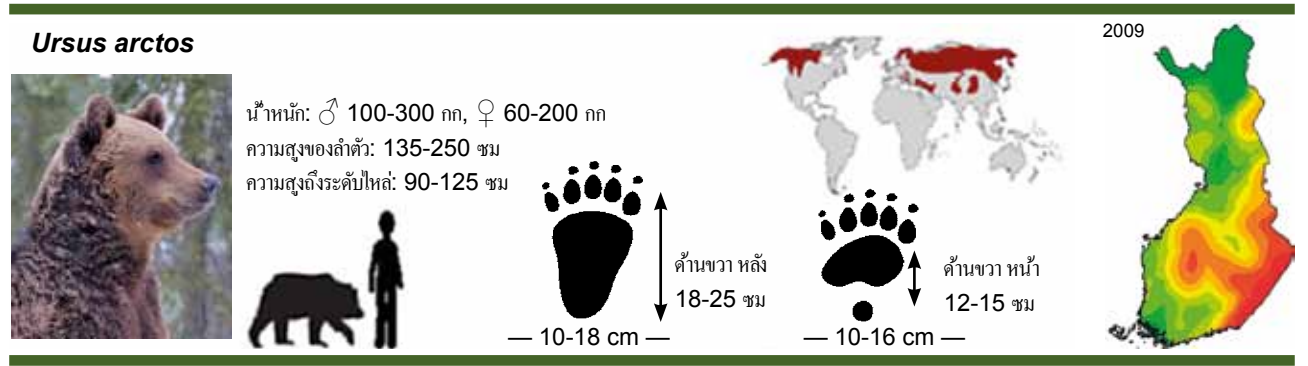 Ursus arctos
2009
น้ำหนัก: ♂ 100-300 กก, ♀ 60-200 กก
ความสูงของลำตัว: 135-250 ซม
ความสูงถึงระดับไหล่: 90-125 ซม
ด้านขวา หลัง
18-25 ซม
— 10-18 cm —
ด้านขวา หน้า
12-15 ซม
— 10-16 cm —